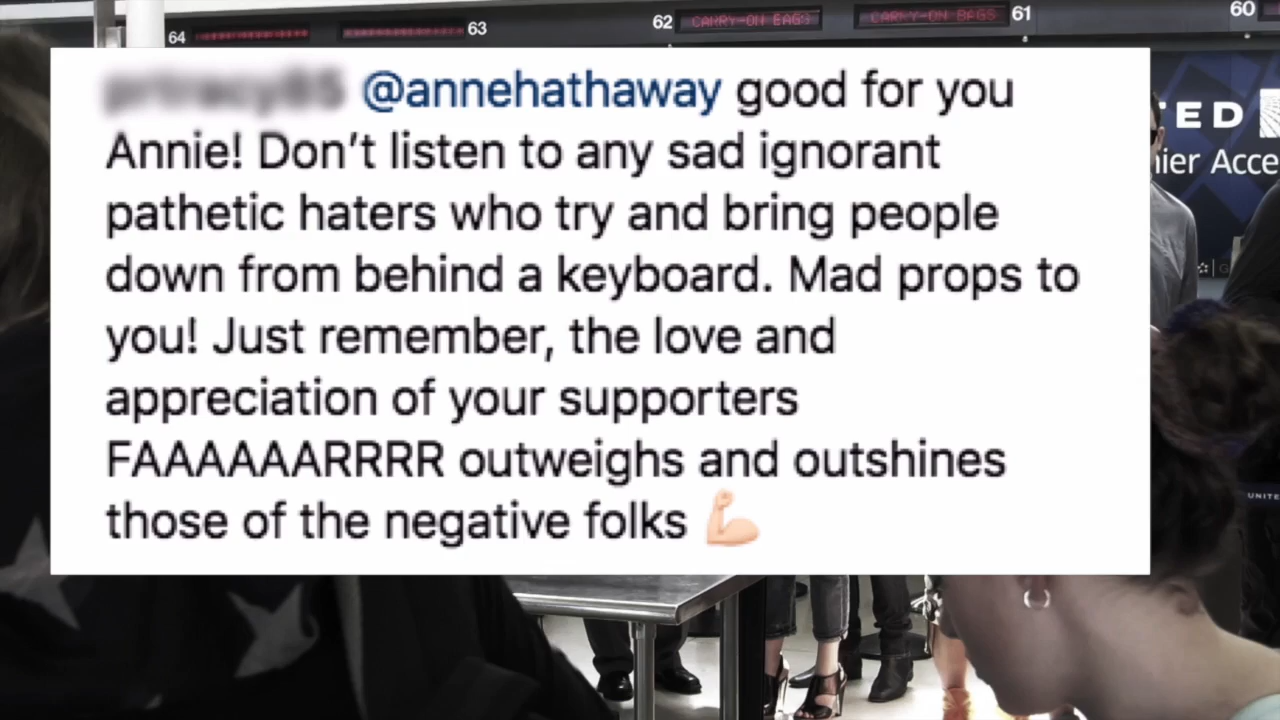 64
63
62 CARRY-ON BAGS
CARRY-ON BAGS 61
60
@annehathaway good for you
Annie! Don’t listen to any sad ignorant
pathetic haters who try and bring people
down from behind a keyboard. Mad props to
you! Just remember, the love and
appreciation of your supporters
FAAAAAARRRR outweighs and outshines
those of the negative folks 💪🏻
TED
ier Acce
UNITE